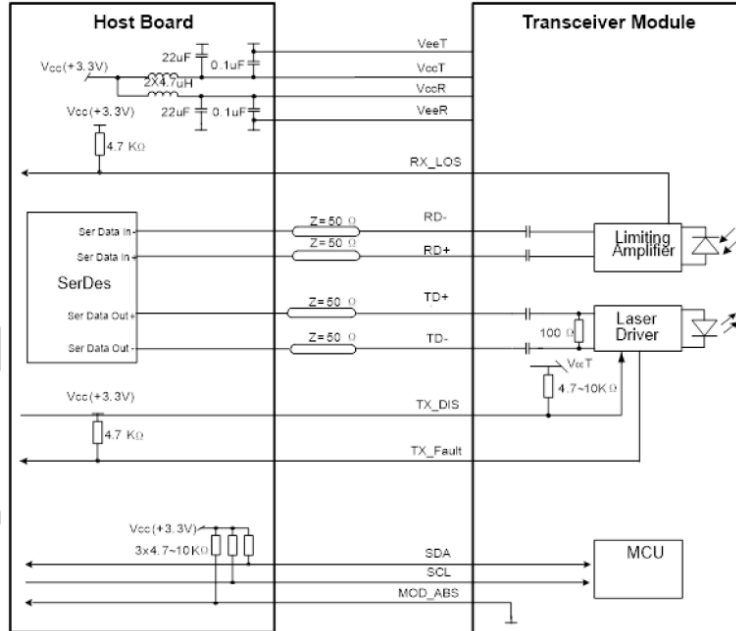 Host Board
Transceiver Module
VeeT
22uF
0.1uF
Vcc(+3.3V)
VccT
2X4.7uH
VccR
Vcc(+3.3V)
22uF
0.1uF
VeeR
4.7 KΩ
RX_LOS
Z=50 Ω
RD-
Ser Data In -
Limiting
Amplifier
Z=50 Ω
RD+
Ser Data In +
SerDes
Z=50 Ω
TD+
Ser Data Out +
Laser
Driver
100 Ω
Z=50 Ω
TD-
Ser Data Out -
VccT
4.7~10KΩ
Vcc(+3.3V)
TX_DIS
4.7 KΩ
TX_Fault
Vcc(+3.3V)
3x4.7~10KΩ
SDA
MCU
SCL
MOD_ABS